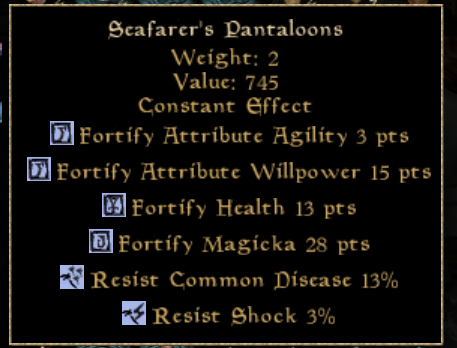 Seafarer's Pantaloons
Weight: 2
Value: 745
Constant Effect
Fortify Attribute Agility 3 pts
Fortify Attribute Willpower 15 pts
Fortify Health 13 pts
Fortify Magicka 28 pts
Resist Common Disease 13%
Resist Shock 3%